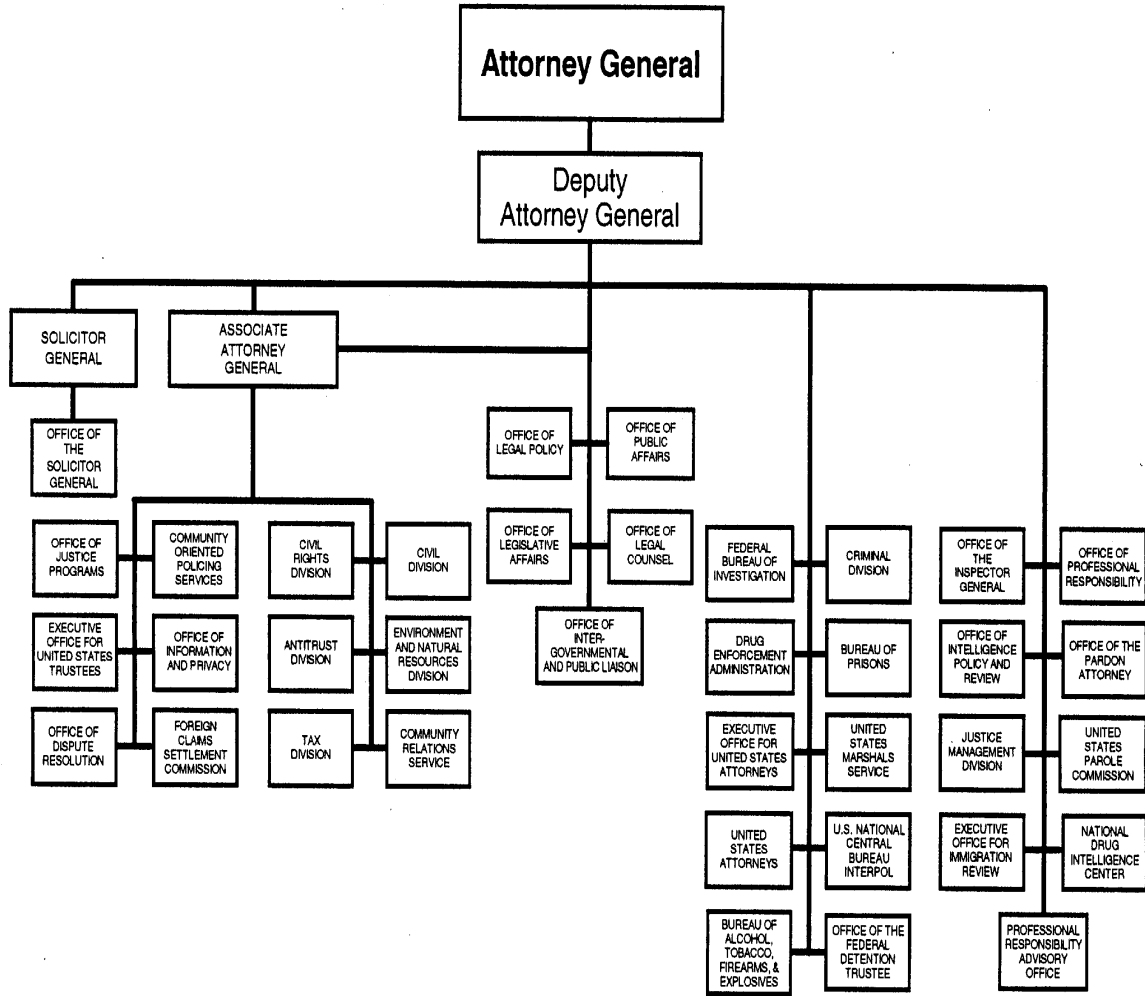 Attorney General
Deputy
Attorney General
SOLICITOR
GENERAL
ASSOCIATE
ATTORNEY
GENERAL
OFFICE OF
THE
SOLICITOR
GENERAL
OFFICE OF
LEGAL POLICY
OFFICE OF
PUBLIC
AFFAIRS
OFFICE OF
LEGISLATIVE
AFFAIRS
OFFICE OF
LEGAL
COUNSEL
OFFICE OF
INTER-
GOVERNMENTAL
AND PUBLIC LIAISON
OFFICE OF
JUSTICE
PROGRAMS
COMMUNITY
ORIENTED
POLICING
SERVICES
CIVIL
RIGHTS
DIVISION
CIVIL
DIVISION
EXECUTIVE
OFFICE FOR
UNITED STATES
TRUSTEES
OFFICE OF
INFORMATION
AND PRIVACY
ANTITRUST
DIVISION
ENVIRONMENT
AND NATURAL
RESOURCES
DIVISION
OFFICE OF
DISPUTE
RESOLUTION
FOREIGN
CLAIMS
SETTLEMENT
COMMISSION
TAX
DIVISION
COMMUNITY
RELATIONS
SERVICE
FEDERAL
BUREAU OF
INVESTIGATION
CRIMINAL
DIVISION
DRUG
ENFORCEMENT
ADMINISTRATION
BUREAU OF
PRISONS
EXECUTIVE
OFFICE FOR
UNITED STATES
ATTORNEYS
UNITED
STATES
MARSHALS
SERVICE
UNITED
STATES
ATTORNEYS
U.S. NATIONAL
CENTRAL
BUREAU
INTERPOL
BUREAU OF
ALCOHOL,
TOBACCO,
FIREARMS, &
EXPLOSIVES
OFFICE OF THE
FEDERAL
DETENTION
TRUSTEE
OFFICE OF
THE
INSPECTOR
GENERAL
OFFICE OF
PROFESSIONAL
RESPONSIBILITY
OFFICE OF
INTELLIGENCE
POLICY AND
REVIEW
OFFICE OF THE
PARDON
ATTORNEY
JUSTICE
MANAGEMENT
DIVISION
UNITED
STATES
PAROLE
COMMISSION
EXECUTIVE
OFFICE FOR
IMMIGRATION
REVIEW
NATIONAL
DRUG
INTELLIGENCE
CENTER
PROFESSIONAL
RESPONSIBILITY
ADVISORY
OFFICE